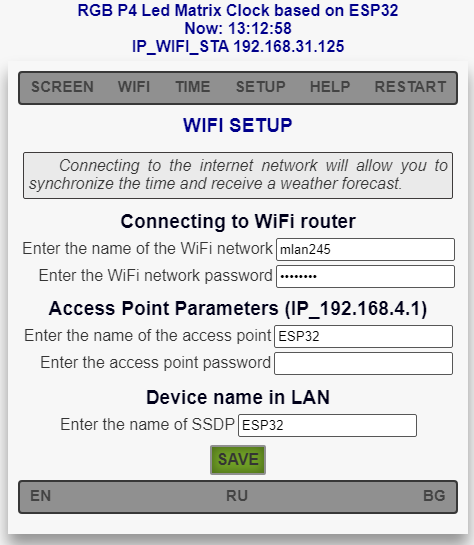 RGB P4 Led Matrix Clock based on ESP32
Now: 13:12:58
IP_WIFI_STA 192.168.31.125
SCREEN WIFI TIME SETUP HELP RESTART
WIFI SETUP
Connecting to the internet network will allow you to
synchronize the time and receive a weather forecast.
Connecting to WiFi router
Enter the name of the WiFi network mlan245
Enter the WiFi network password ••••••••
Access Point Parameters (IP_192.168.4.1)
Enter the name of the access point ESP32
Enter the access point password
Device name in LAN
Enter the name of SSDP ESP32
SAVE
EN RU BG